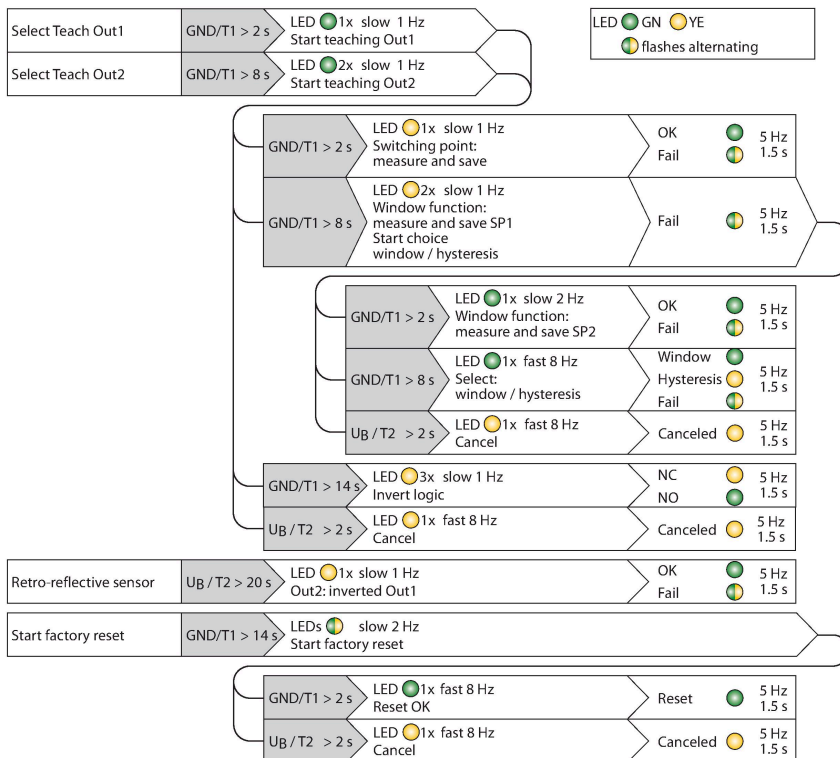 LED GN YE
flashes alternating
Select Teach Out1 GND/T1 > 2 s LED 1x slow 1 Hz
Start teaching Out1
Select Teach Out2 GND/T1 > 8 s LED 2x slow 1 Hz
Start teaching Out2
GND/T1 > 2 s LED 1x slow 1 Hz
Switching point:
measure and save
OK
Fail
5 Hz
1.5 s
GND/T1 > 8 s LED 2x slow 1 Hz
Window function:
measure and save SP1
Start choice
window / hysteresis
Fail
5 Hz
1.5 s
GND/T1 > 2 s LED 1x slow 2 Hz
Window function:
measure and save SP2
OK
Fail
5 Hz
1.5 s
GND/T1 > 8 s LED 1x fast 8 Hz
Select:
window / hysteresis
Window
Hysteresis
Fail
5 Hz
1.5 s
UB / T2 > 2 s LED 1x fast 8 Hz
Cancel
Canceled
5 Hz
1.5 s
GND/T1 > 14 s LED 3x slow 1 Hz
Invert logic
NC
NO
5 Hz
1.5 s
UB / T2 > 2 s LED 1x fast 8 Hz
Cancel
Canceled
5 Hz
1.5 s
Retro-reflective sensor UB / T2 > 20 s LED 1x slow 1 Hz
Out2: inverted Out1
OK
Fail
5 Hz
1.5 s
Start factory reset GND/T1 > 14 s LEDs slow 2 Hz
Start factory reset
GND/T1 > 2 s LED 1x fast 8 Hz
Reset OK
Reset
5 Hz
1.5 s
UB / T2 > 2 s LED 1x fast 8 Hz
Cancel
Canceled
5 Hz
1.5 s